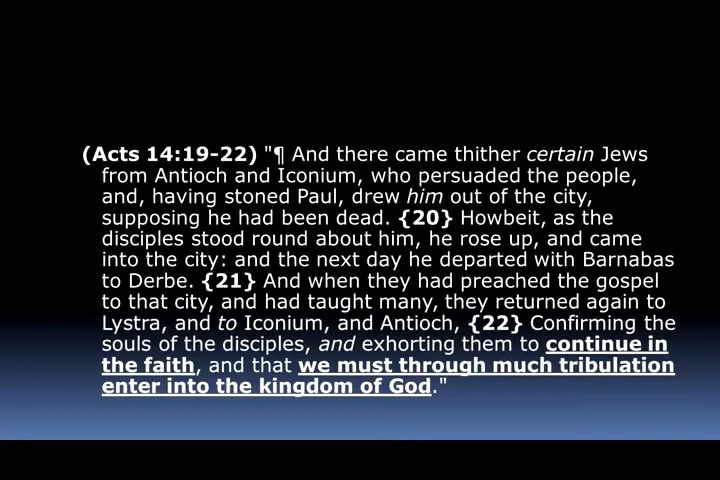 (Acts 14:19-22) "¶ And there came thither certain Jews
from Antioch and Iconium, who persuaded the people,
and, having stoned Paul, drew him out of the city,
supposing he had been dead. {20} Howbeit, as the
disciples stood round about him, he rose up, and came
into the city: and the next day he departed with Barnabas
to Derbe. {21} And when they had preached the gospel
to that city, and had taught many, they returned again to
Lystra, and to Iconium, and Antioch, {22} Confirming the
souls of the disciples, and exhorting them to continue in
the faith, and that we must through much tribulation
enter into the kingdom of God."